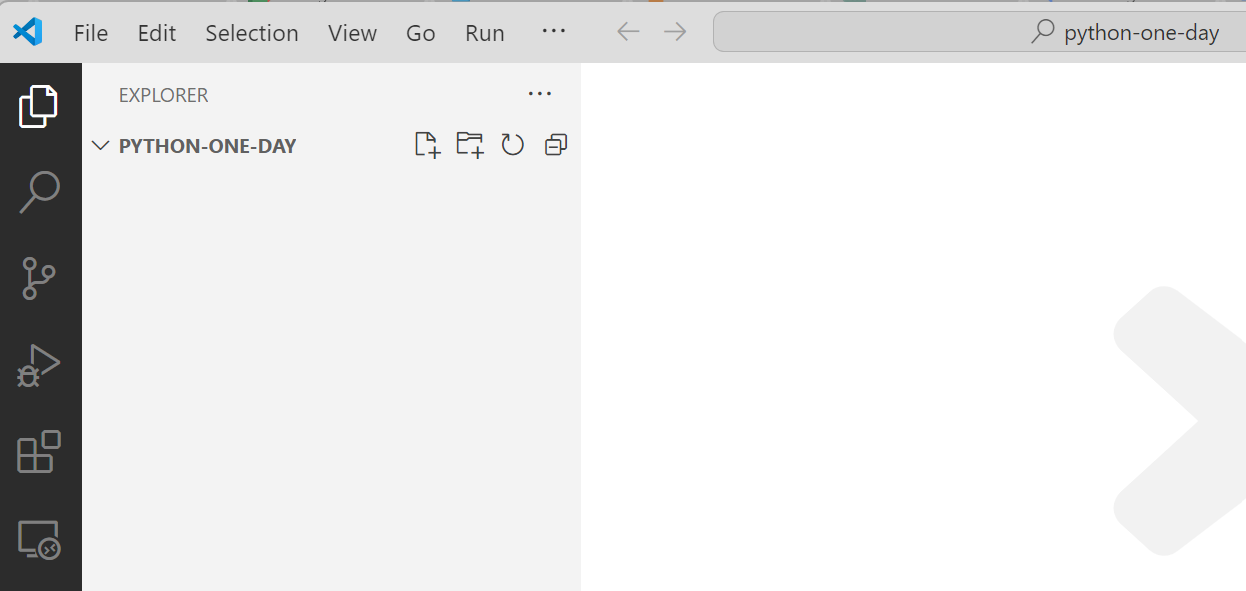 File Edit Selection View Go Run ... python-one-day
EXPLORER ...
PYTHON-ONE-DAY